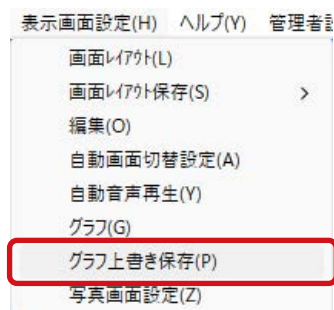 表示画面設定(H) ヘルプ(Y) 管理者
画面ﾚｲｱｳﾄ(L)
画面ﾚｲｱｳﾄ保存(S) >
編集(O)
自動画面切替設定(A)
自動音声再生(Y)
ｸﾞﾗﾌ(G)
ｸﾞﾗﾌ上書き保存(P)
写真画面設定(Z)